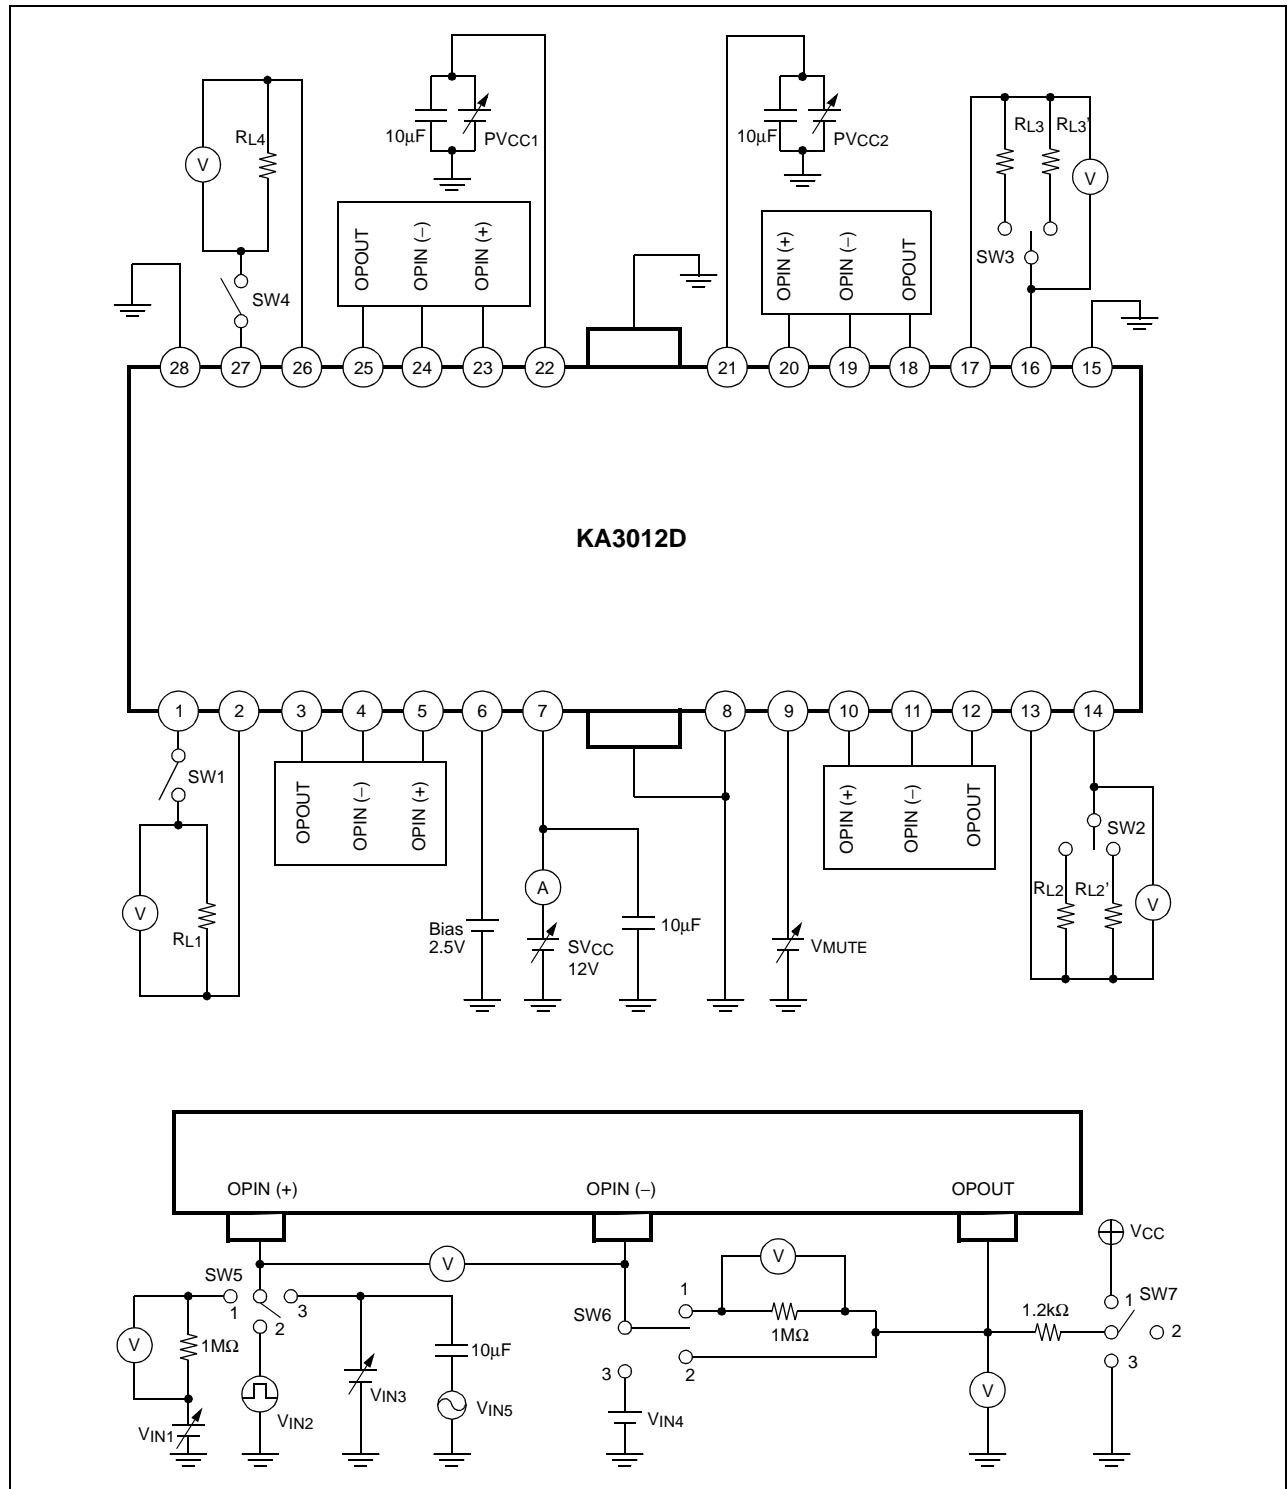 10µF
PVCC1
10µF
PVCC2
RL4
V
RL3
RL3'
V
OPOUT
OPIN (−)
OPIN (+)
OPIN (+)
OPIN (−)
OPOUT
SW4
SW3
28
27
26
25
24
23
22
21
20
19
18
17
16
15
KA3012D
1
2
3
4
5
6
7
8
9
10
11
12
13
14
SW1
OPOUT
OPIN (−)
OPIN (+)
OPIN (+)
OPIN (−)
OPOUT
SW2
V
RL1
A
Bias
2.5V
SVCC
12V
10µF
VMUTE
RL2
RL2'
V
OPIN (+)
OPIN (−)
OPOUT
VCC
SW5
1
2
3
V
1MΩ
VIN1
VIN2
VIN3
10µF
VIN5
V
SW6
1
2
3
V
1MΩ
VIN4
1.2kΩ
V
1
SW7
2
3